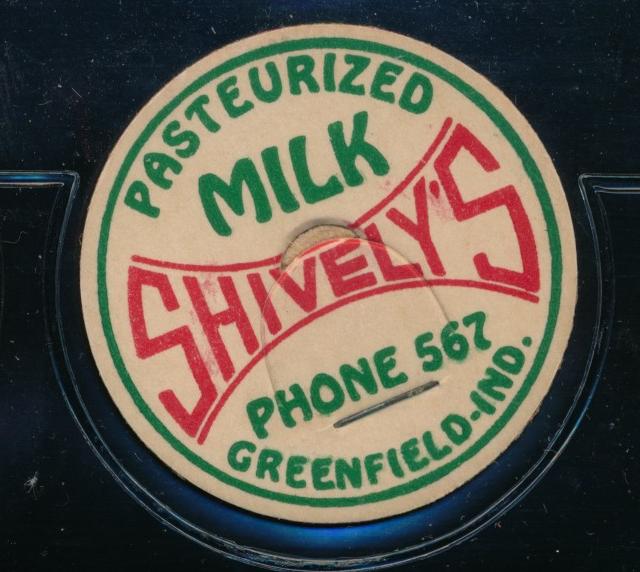 PASTEURIZED
MILK
SHIVELY'S
PHONE 567
GREENFIELD-IND.